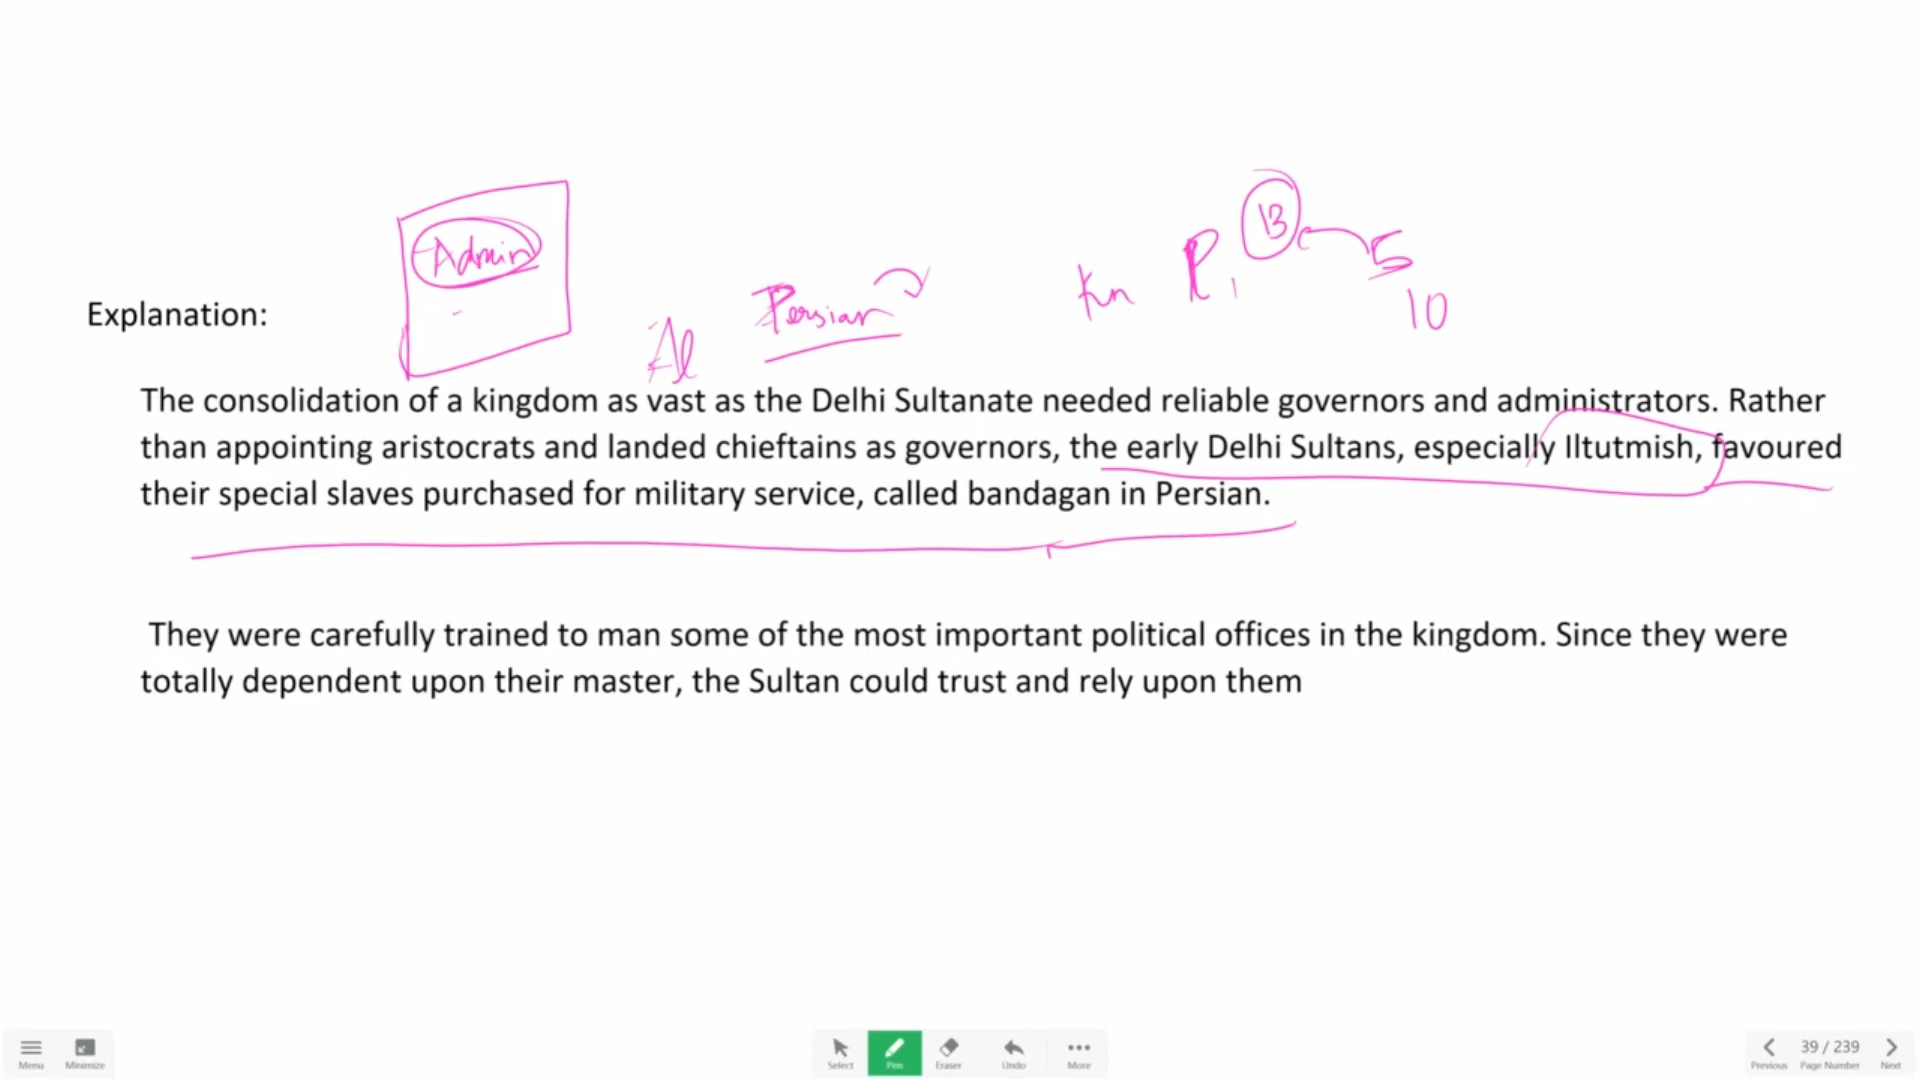 Admin
Persian
Al
Kn P, 13 5
10
Explanation:
The consolidation of a kingdom as vast as the Delhi Sultanate needed reliable governors and administrators. Rather
than appointing aristocrats and landed chieftains as governors, the early Delhi Sultans, especially Iltutmish, favoured
their special slaves purchased for military service, called bandagan in Persian.
They were carefully trained to man some of the most important political offices in the kingdom. Since they were
totally dependent upon their master, the Sultan could trust and rely upon them
Menu Minimize Select Pen Eraser Undo More Previous 39 / 239 Page Number Next